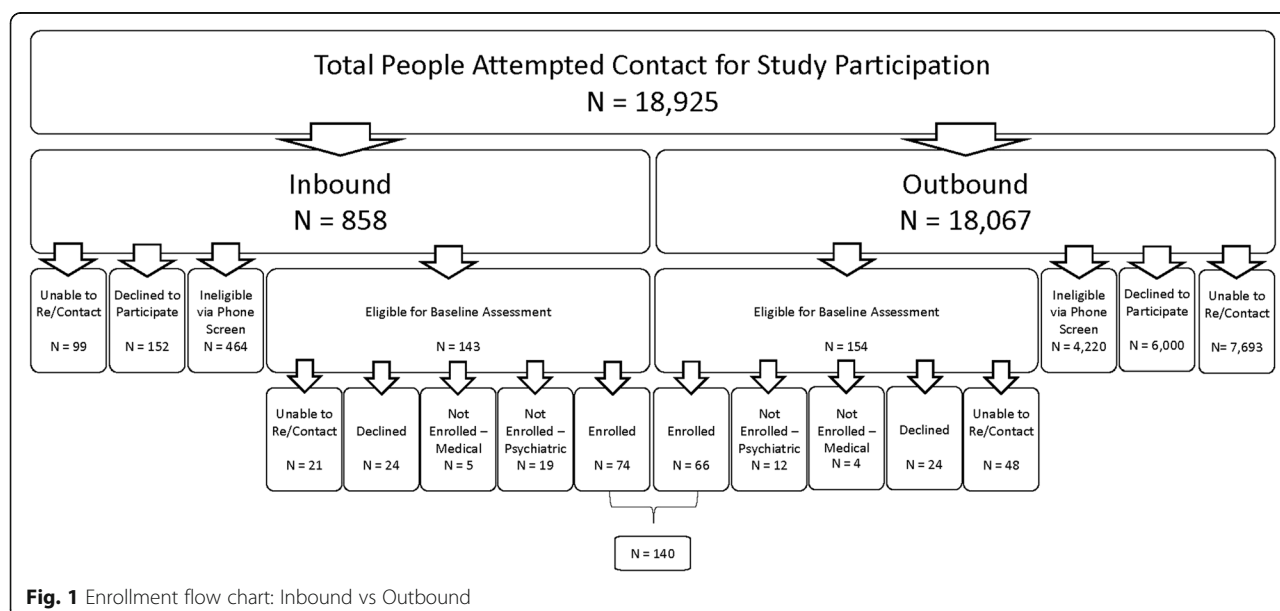 Total People Attempted Contact for Study Participation
N = 18,925
Inbound
N = 858
Outbound
N = 18,067
Unable to
Re/Contact
N = 99
Declined to
Participate
N = 152
Ineligible
via Phone
Screen
N = 464
Eligible for Baseline Assessment
N = 143
Eligible for Baseline Assessment
N = 154
Ineligible
via Phone
Screen
N = 4,220
Declined to
Participate
N = 6,000
Unable to
Re/Contact
N= 7,693
Unable to
Re/Contact
N = 21
Declined
N = 24
Not
Enrolled –
Medical
N = 5
Not
Enrolled –
Psychiatric
N = 19
Enrolled
N = 74
Enrolled
N = 66
Not
Enrolled –
Psychiatric
N = 12
Not
Enrolled –
Medical
N = 4
Declined
N = 24
Unable to
Re/Contact
N = 48
N = 140
Fig. 1 Enrollment flow chart: Inbound vs Outbound